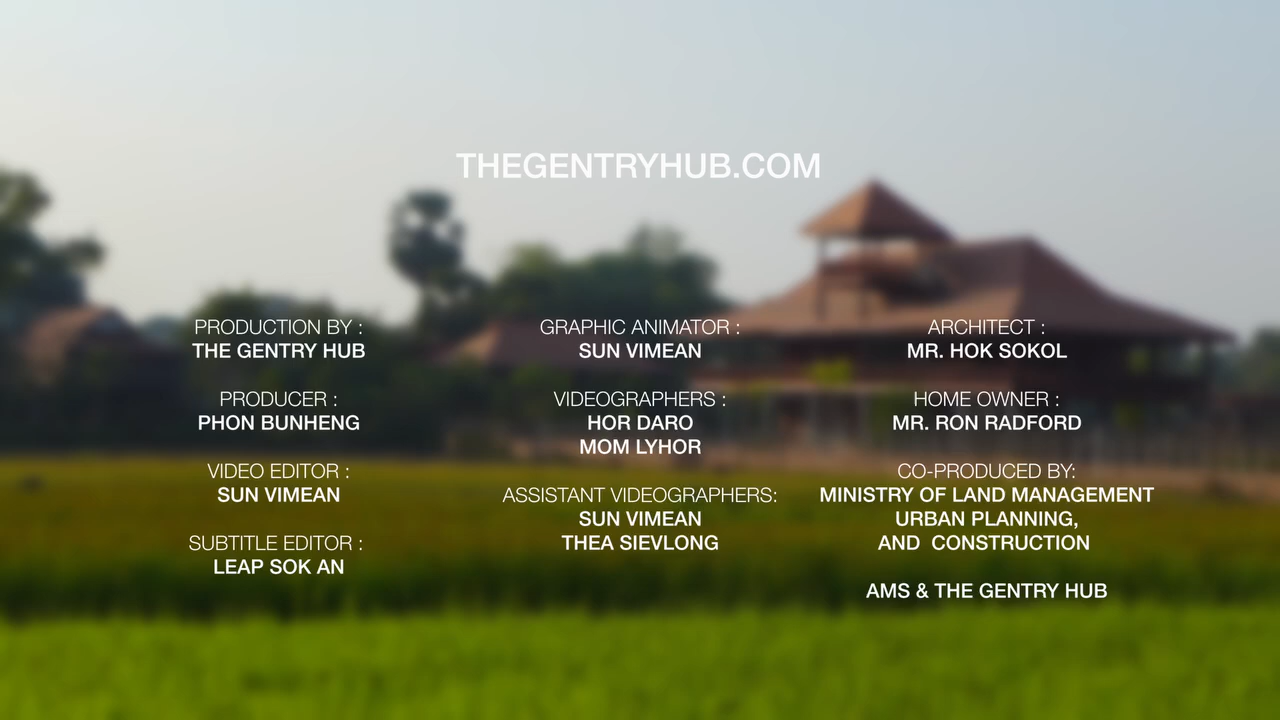 THEGENTRYHUB.COM
PRODUCTION BY :
THE GENTRY HUB
PRODUCER :
PHON BUNHENG
VIDEO EDITOR :
SUN VIMEAN
SUBTITLE EDITOR :
LEAP SOK AN
GRAPHIC ANIMATOR :
SUN VIMEAN
VIDEOGRAPHERS :
HOR DARO
MOM LYHOR
ASSISTANT VIDEOGRAPHERS:
SUN VIMEAN
THEA SIEVLONG
ARCHITECT :
MR. HOK SOKOL
HOME OWNER :
MR. RON RADFORD
CO-PRODUCED BY:
MINISTRY OF LAND MANAGEMENT
URBAN PLANNING,
AND  CONSTRUCTION
AMS & THE GENTRY HUB